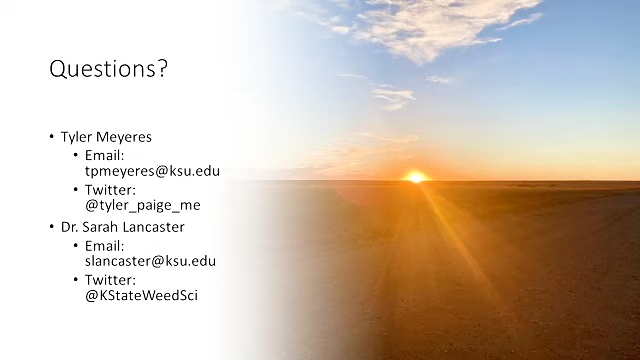 Questions?
• Tyler Meyeres
• Email:
tpmeyeres@ksu.edu
• Twitter:
@tyler_paige_me
• Dr. Sarah Lancaster
• Email:
slancaster@ksu.edu
• Twitter:
@KStateWeedSci